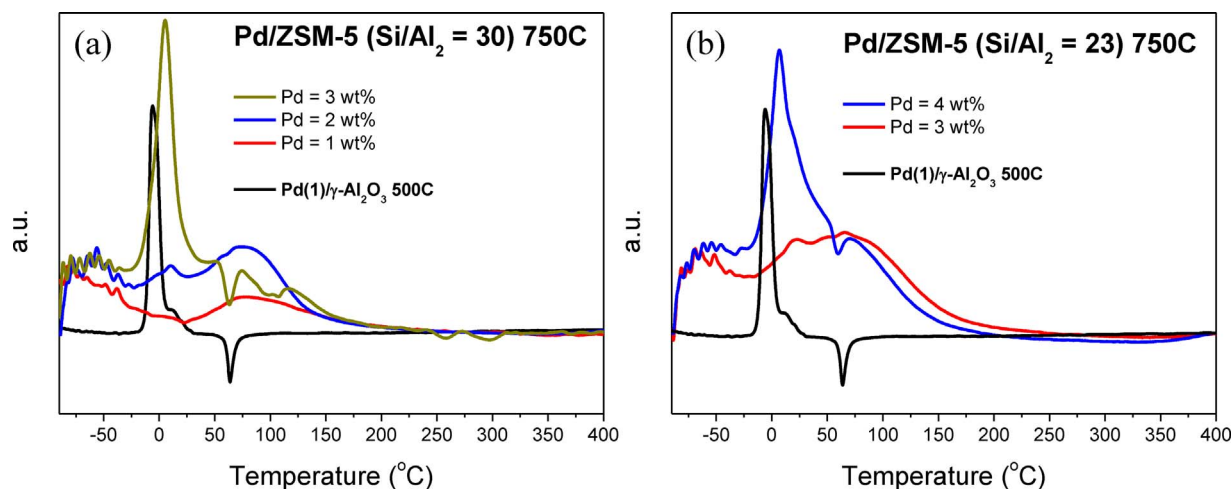 (a)
Pd/ZSM-5 (Si/Al₂ = 30) 750C
Pd = 3 wt%
Pd = 2 wt%
Pd = 1 wt%
Pd(1)/γ-Al₂O₃ 500C
a.u.
-50 0 50 100 150 200 250 300 350 400
Temperature (°C)
(b)
Pd/ZSM-5 (Si/Al₂ = 23) 750C
Pd = 4 wt%
Pd = 3 wt%
Pd(1)/γ-Al₂O₃ 500C
a.u.
-50 0 50 100 150 200 250 300 350 400
Temperature (°C)